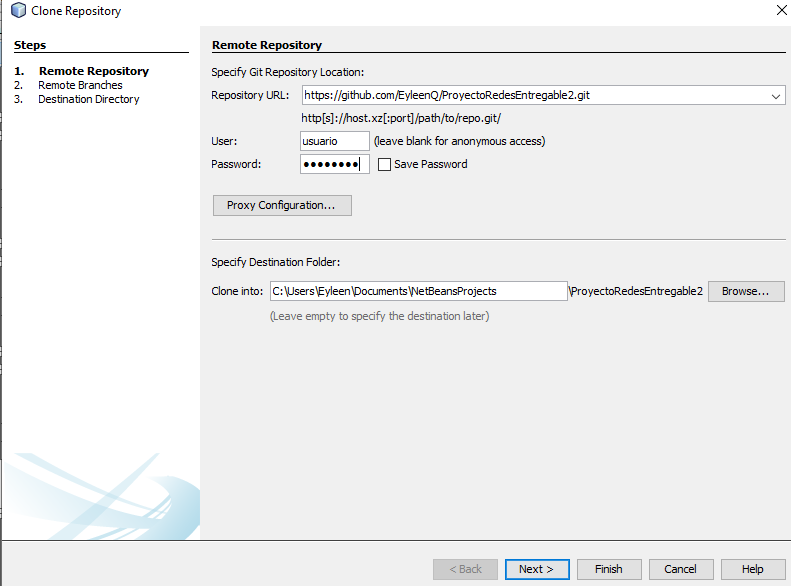 Clone Repository
Steps
1. Remote Repository
2. Remote Branches
3. Destination Directory
Remote Repository
Specify Git Repository Location:
Repository URL: https://github.com/EyleenQ/ProyectoRedesEntregable2.git
http[s]://host.xz[:port]/path/to/repo.git/
User: usuario (leave blank for anonymous access)
Password: ●●●●●●●● Save Password
Proxy Configuration...
Specify Destination Folder:
Clone into: C:\Users\Eyleen\Documents\NetBeansProjects \ProyectoRedesEntregable2 Browse...
(Leave empty to specify the destination later)
< Back Next > Finish Cancel Help